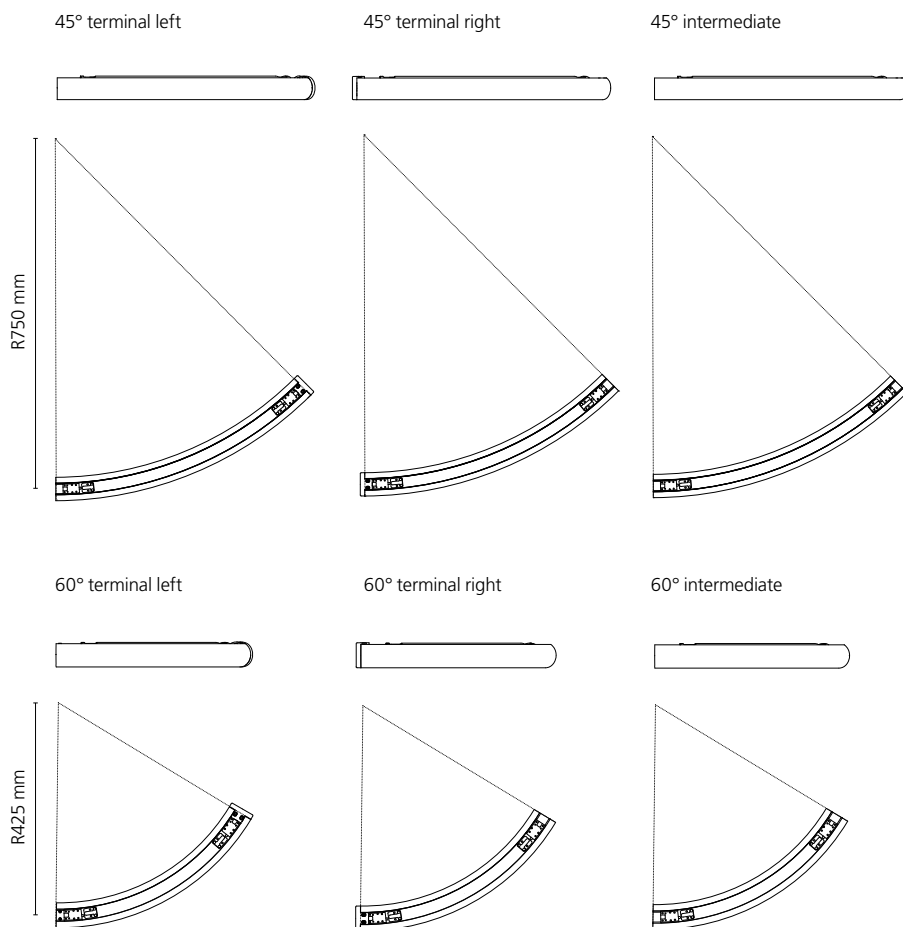 45° terminal left
45° terminal right
45° intermediate
R750 mm
60° terminal left
60° terminal right
60° intermediate
R425 mm